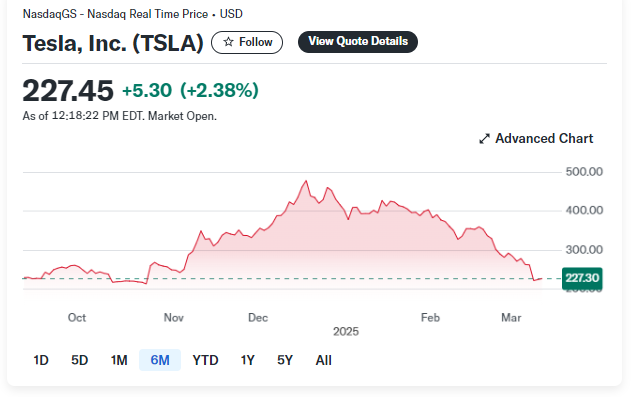 NasdaqGS - Nasdaq Real Time Price • USD
Tesla, Inc. (TSLA) Follow View Quote Details
227.45 +5.30 (+2.38%)
As of 12:18:22 PM EDT. Market Open.
Advanced Chart
500.00
400.00
300.00
227.30
200.00
Oct Nov Dec Feb Mar
2025
1D 5D 1M 6M YTD 1Y 5Y All